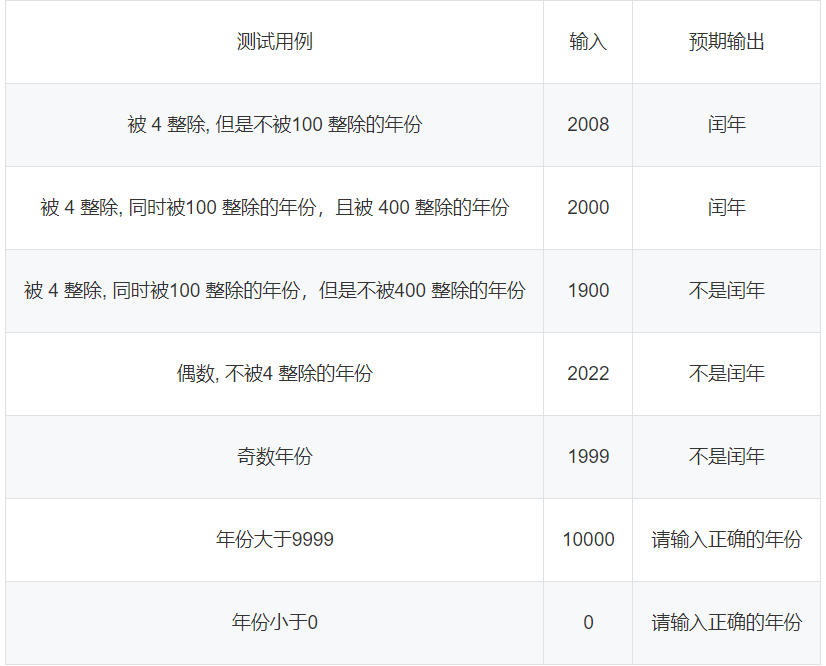 测试用例 输入 预期输出
被 4 整除, 但是不被100 整除的年份 2008 闰年
被 4 整除, 同时被100 整除的年份，且被 400 整除的年份 2000 闰年
被 4 整除, 同时被100 整除的年份，但是不被400 整除的年份 1900 不是闰年
偶数, 不被4 整除的年份 2022 不是闰年
奇数年份 1999 不是闰年
年份大于9999 10000 请输入正确的年份
年份小于0 0 请输入正确的年份